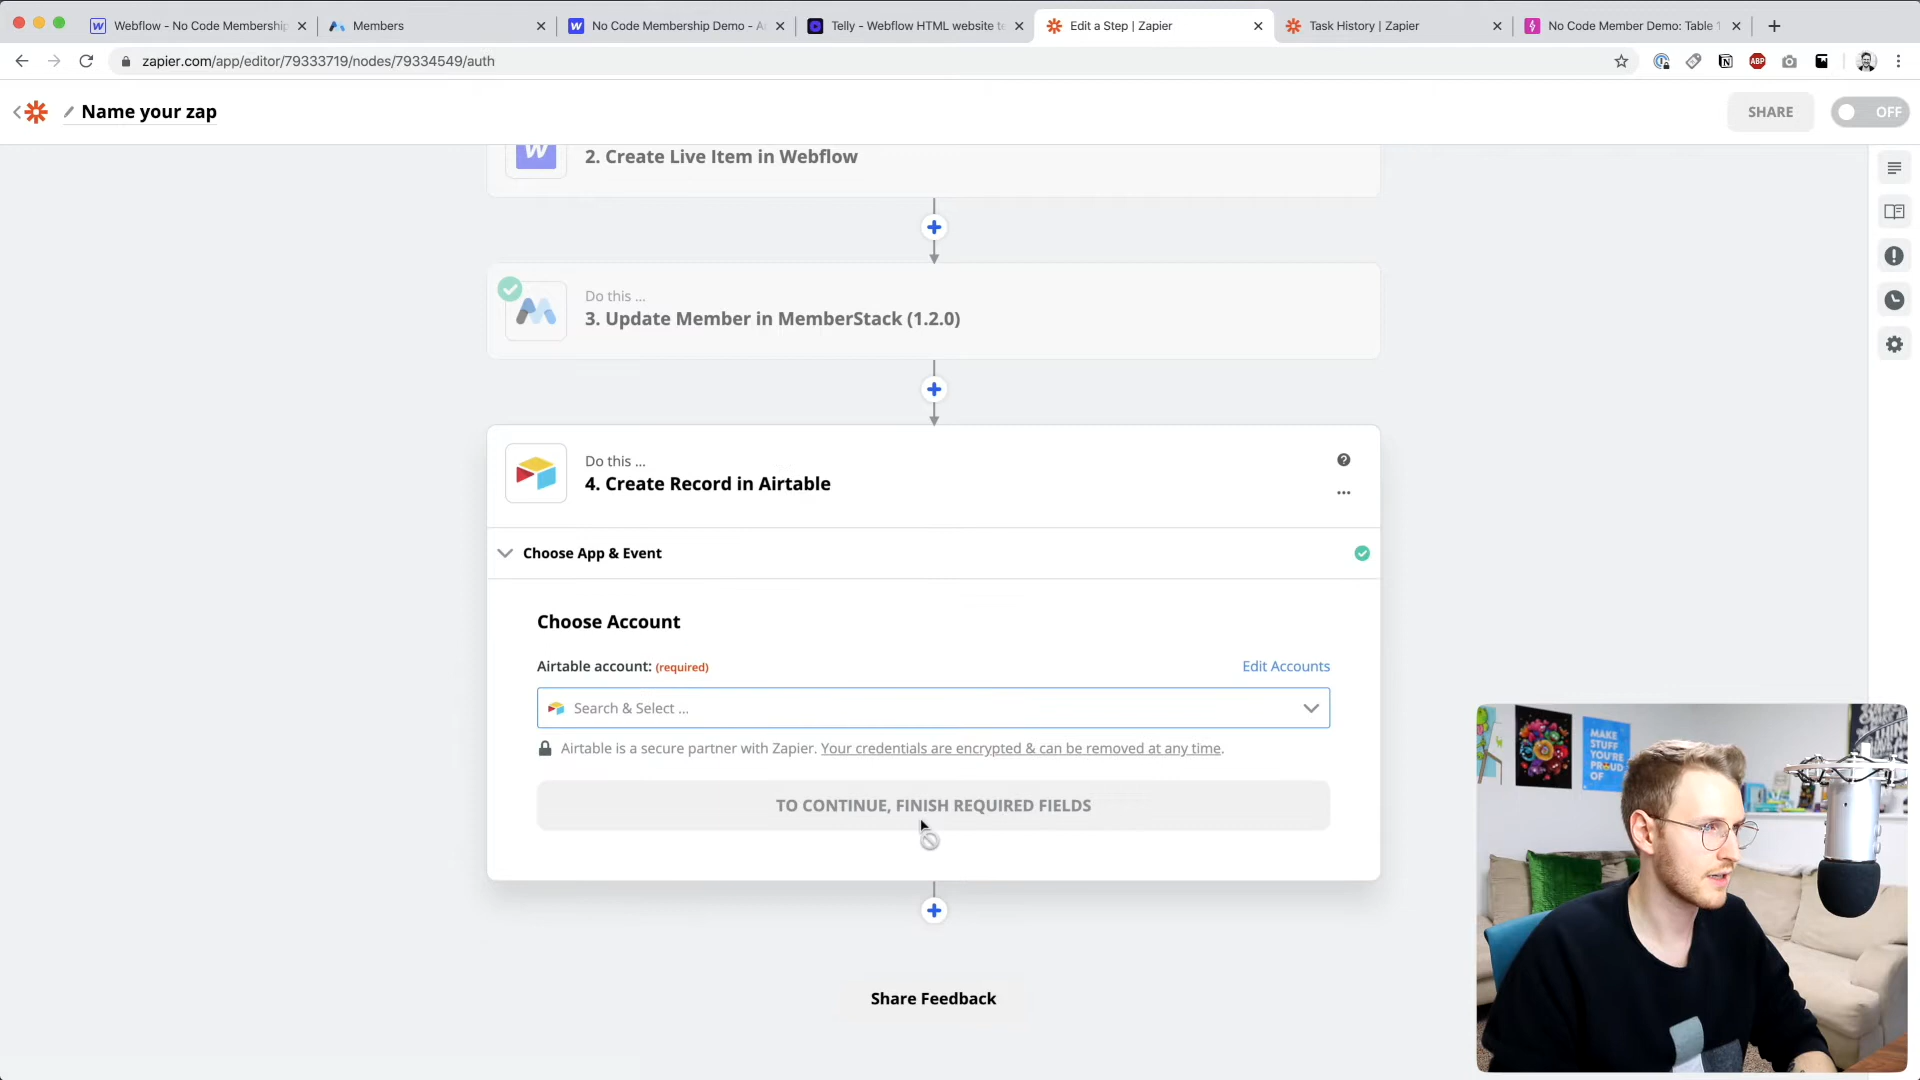 Webflow - No Code Membership
Members
No Code Membership Demo - A
Telly - Webflow HTML website te
Edit a Step | Zapier
Task History | Zapier
No Code Member Demo: Table 1
zapier.com/app/editor/79333719/nodes/79334549/auth
ABP
Name your zap
SHARE
OFF
2. Create Live Item in Webflow
Do this ...
3. Update Member in MemberStack (1.2.0)
Do this ...
4. Create Record in Airtable
Choose App & Event
Choose Account
Airtable account: (required)
Edit Accounts
Search & Select ...
Airtable is a secure partner with Zapier. Your credentials are encrypted & can be removed at any time.
TO CONTINUE, FINISH REQUIRED FIELDS
Share Feedback
MAKE
STUFF
YOU'RE
PROUD
OF